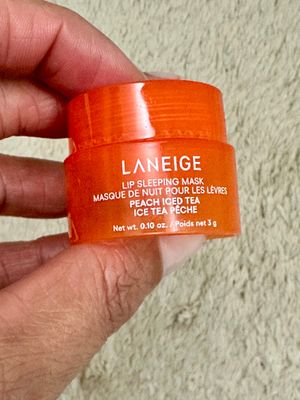 LANEIGE
LIP SLEEPING MASK
MASQUE DE NUIT POUR LES LÈVRES
PEACH ICED TEA
ICE TEA PÊCHE
Net wt. 0.10 oz. / Poids net 3 g